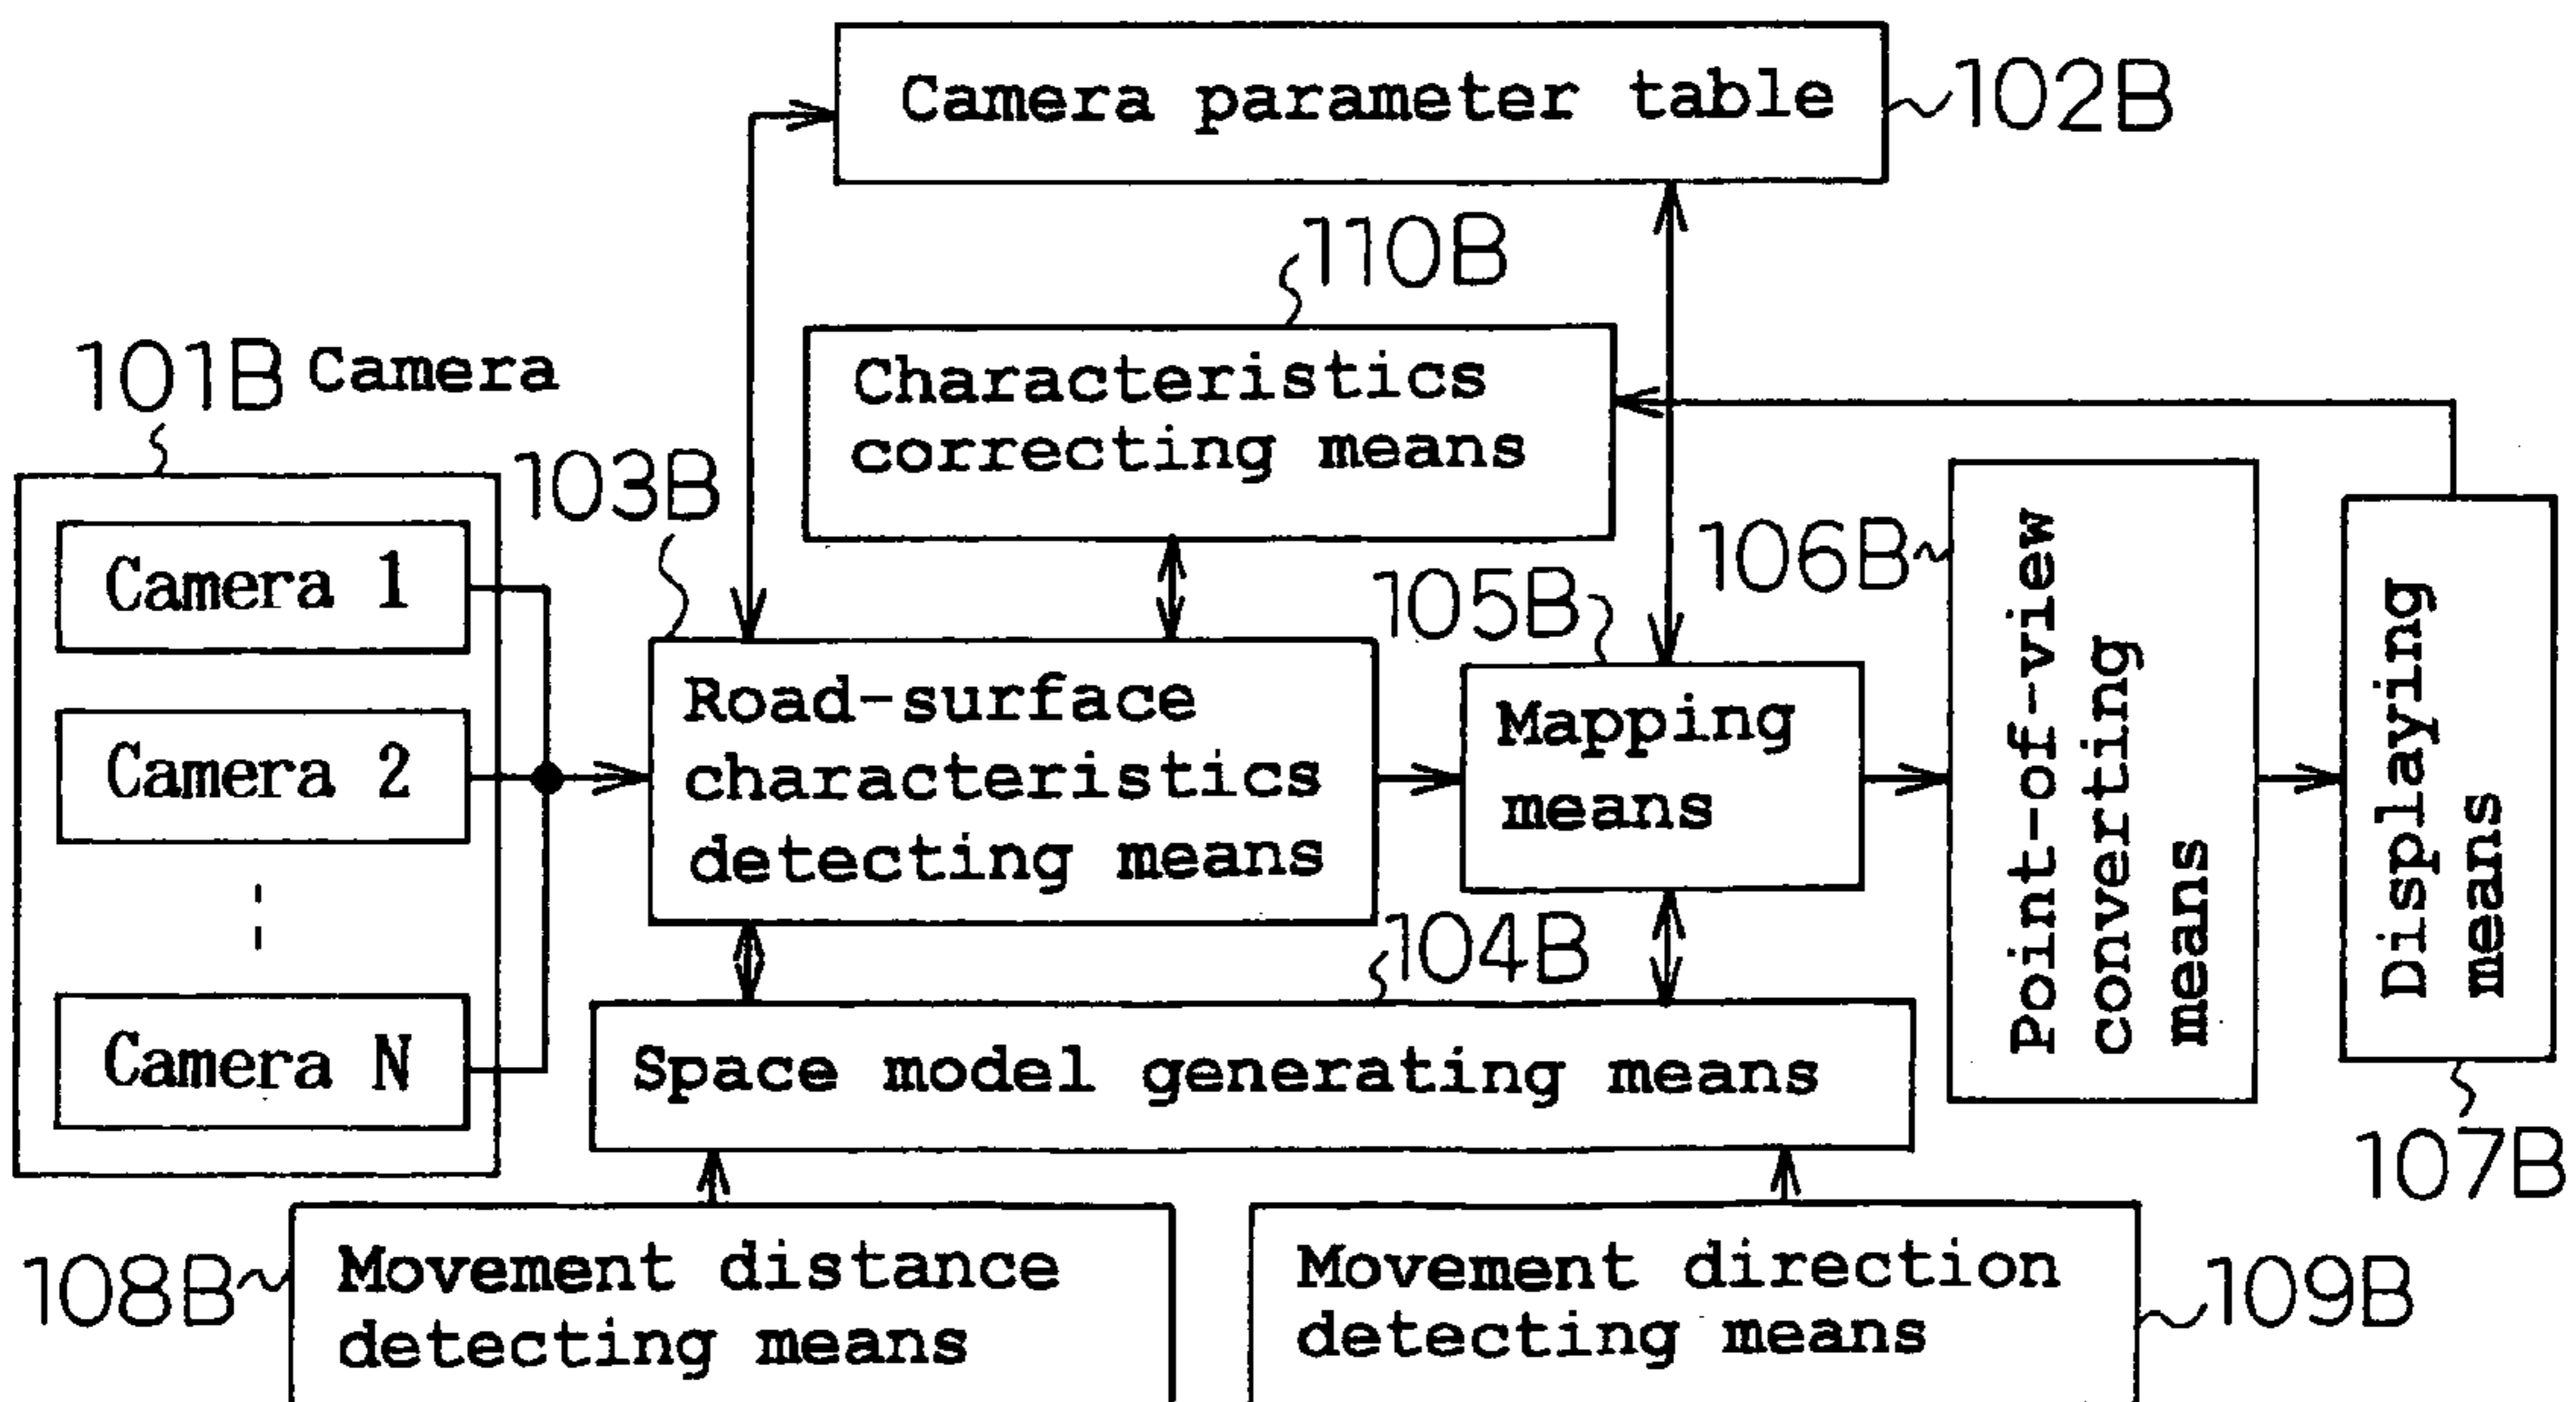 Camera parameter table
102B
110B
Characteristics
correcting means
101B Camera
Camera 1
Camera 2
Camera N
103B
Road-surface
characteristics
detecting means
105B
Mapping
means
106B
Point-of-view
converting
means
Displaying
means
107B
104B
Space model generating means
108B
Movement distance
detecting means
Movement direction
detecting means
109B